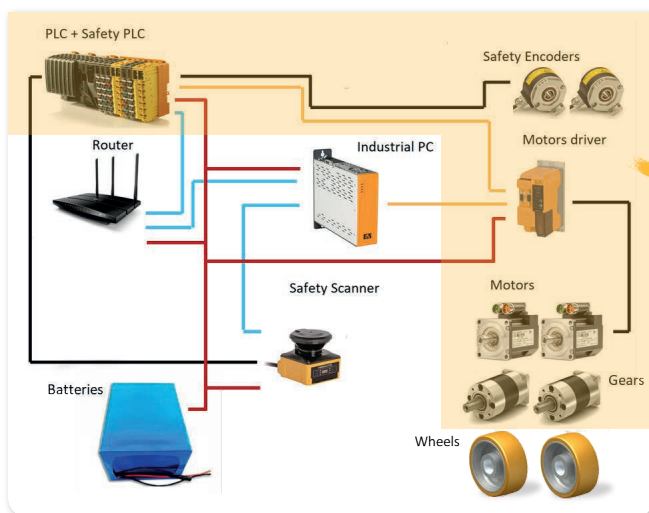 PLC + Safety PLC
Safety Encoders
Router
Industrial PC
Motors driver
Safety Scanner
Motors
Batteries
Gears
Wheels